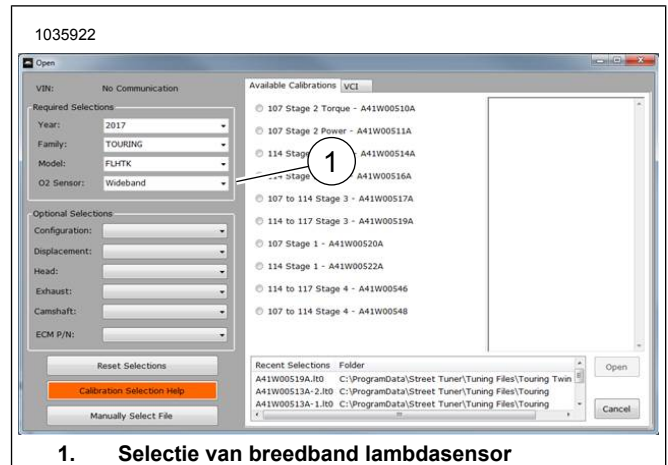 1035922
Open
VIN: No Communication
Required Selections
Year: 2017
Family: TOURING
Model: FLHTK
O2 Sensor: Wideband
Optional Selections
Configuration:
Displacement:
Head:
Exhaust:
Camshaft:
ECM P/N:
Reset Selections
Calibration Selection Help
Manually Select File
Available Calibrations VCI
107 Stage 2 Torque - A41W00510A
107 Stage 2 Power - A41W00511A
114 Stage A41W00514A
Stage A41W00516A
107 to 114 Stage 3 - A41W00517A
114 to 117 Stage 3 - A41W00519A
107 Stage 1 - A41W00520A
114 Stage 1 - A41W00522A
114 to 117 Stage 4 - A41W00546
107 to 114 Stage 4 - A41W00548
1
Recent Selections Folder
A41W00519A.lt0 C:\ProgramData\Street Tuner\Tuning Files\Touring Twin
A41W00513A-2.lt0 C:\ProgramData\Street Tuner\Tuning Files\Touring
A41W00513A-1.lt0 C:\ProgramData\Street Tuner\Tuning Files\Touring
Open
Cancel
1. Selectie van breedband lambdasensor